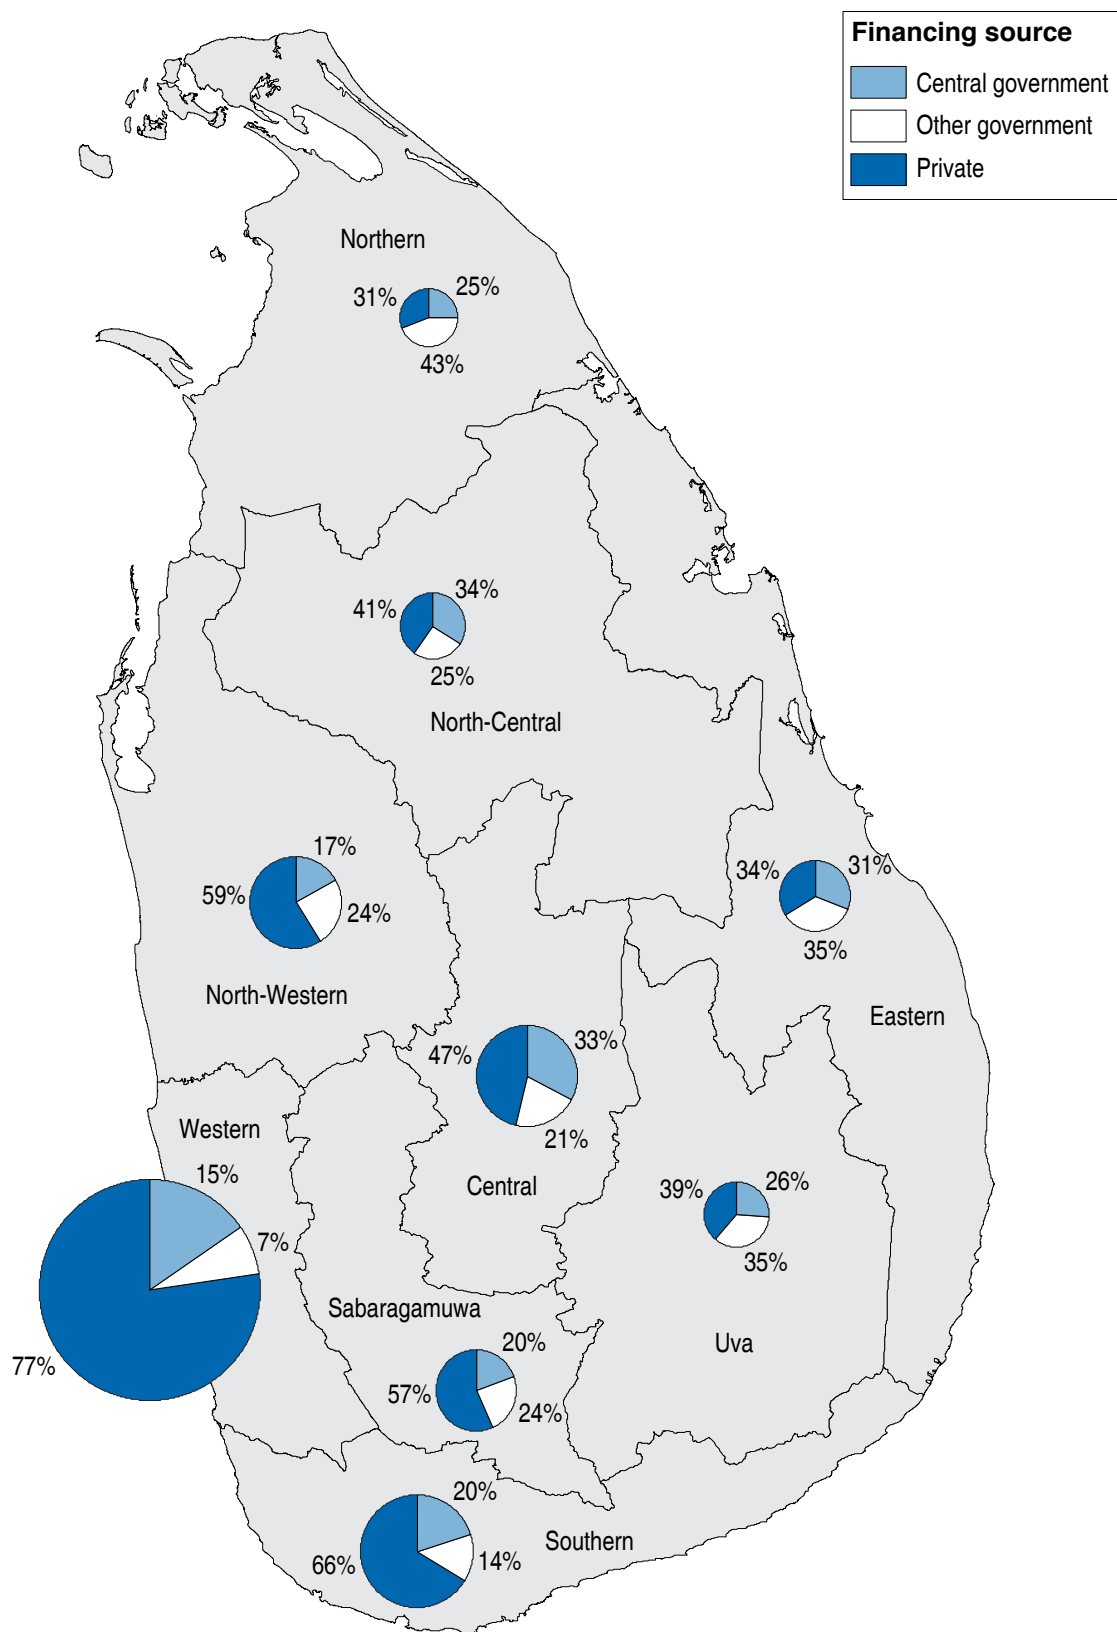 Financing source
Central government
Other government
Private
Northern
31%
25%
43%
41%
34%
25%
North-Central
17%
59%
24%
North-Western
34%
31%
35%
Eastern
47%
33%
21%
Central
Western
15%
7%
77%
39%
26%
35%
Uva
Sabaragamuwa
20%
57%
24%
20%
66%
14%
Southern